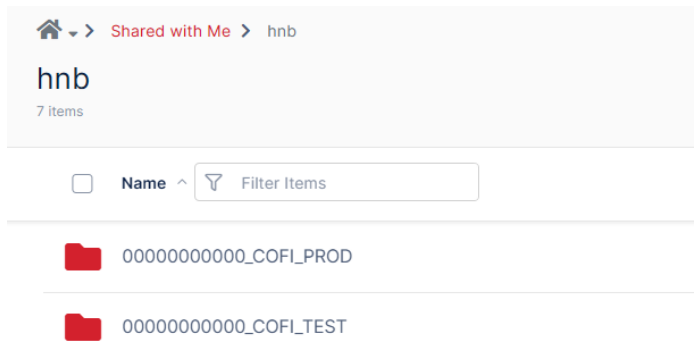 Shared with Me > hnb
hnb
7 items
Name Filter Items
00000000000_COFI_PROD
00000000000_COFI_TEST